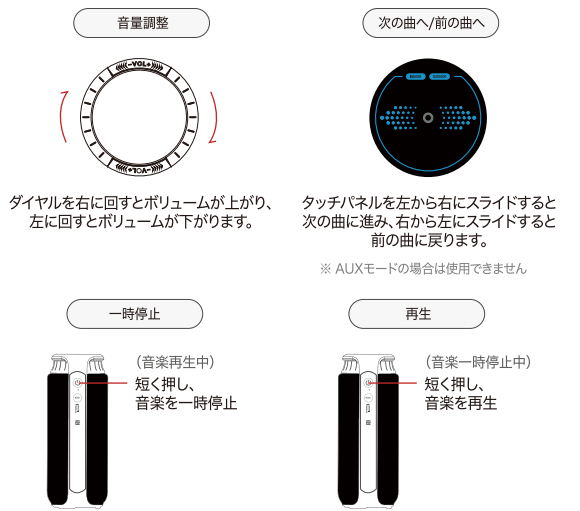 音量調整
次の曲へ/前の曲へ
-VOL+
-VOL+
ダイヤルを右に回すとボリュームが上がり、
左に回すとボリュームが下がります。
タッチパネルを左から右にスライドすると
次の曲に進み、右から左にスライドすると
前の曲に戻ります。
※ AUXモードの場合は使用できません
一時停止
再生
（音楽再生中）
短く押し、
音楽を一時停止
（音楽一時停止中）
短く押し、
音楽を再生